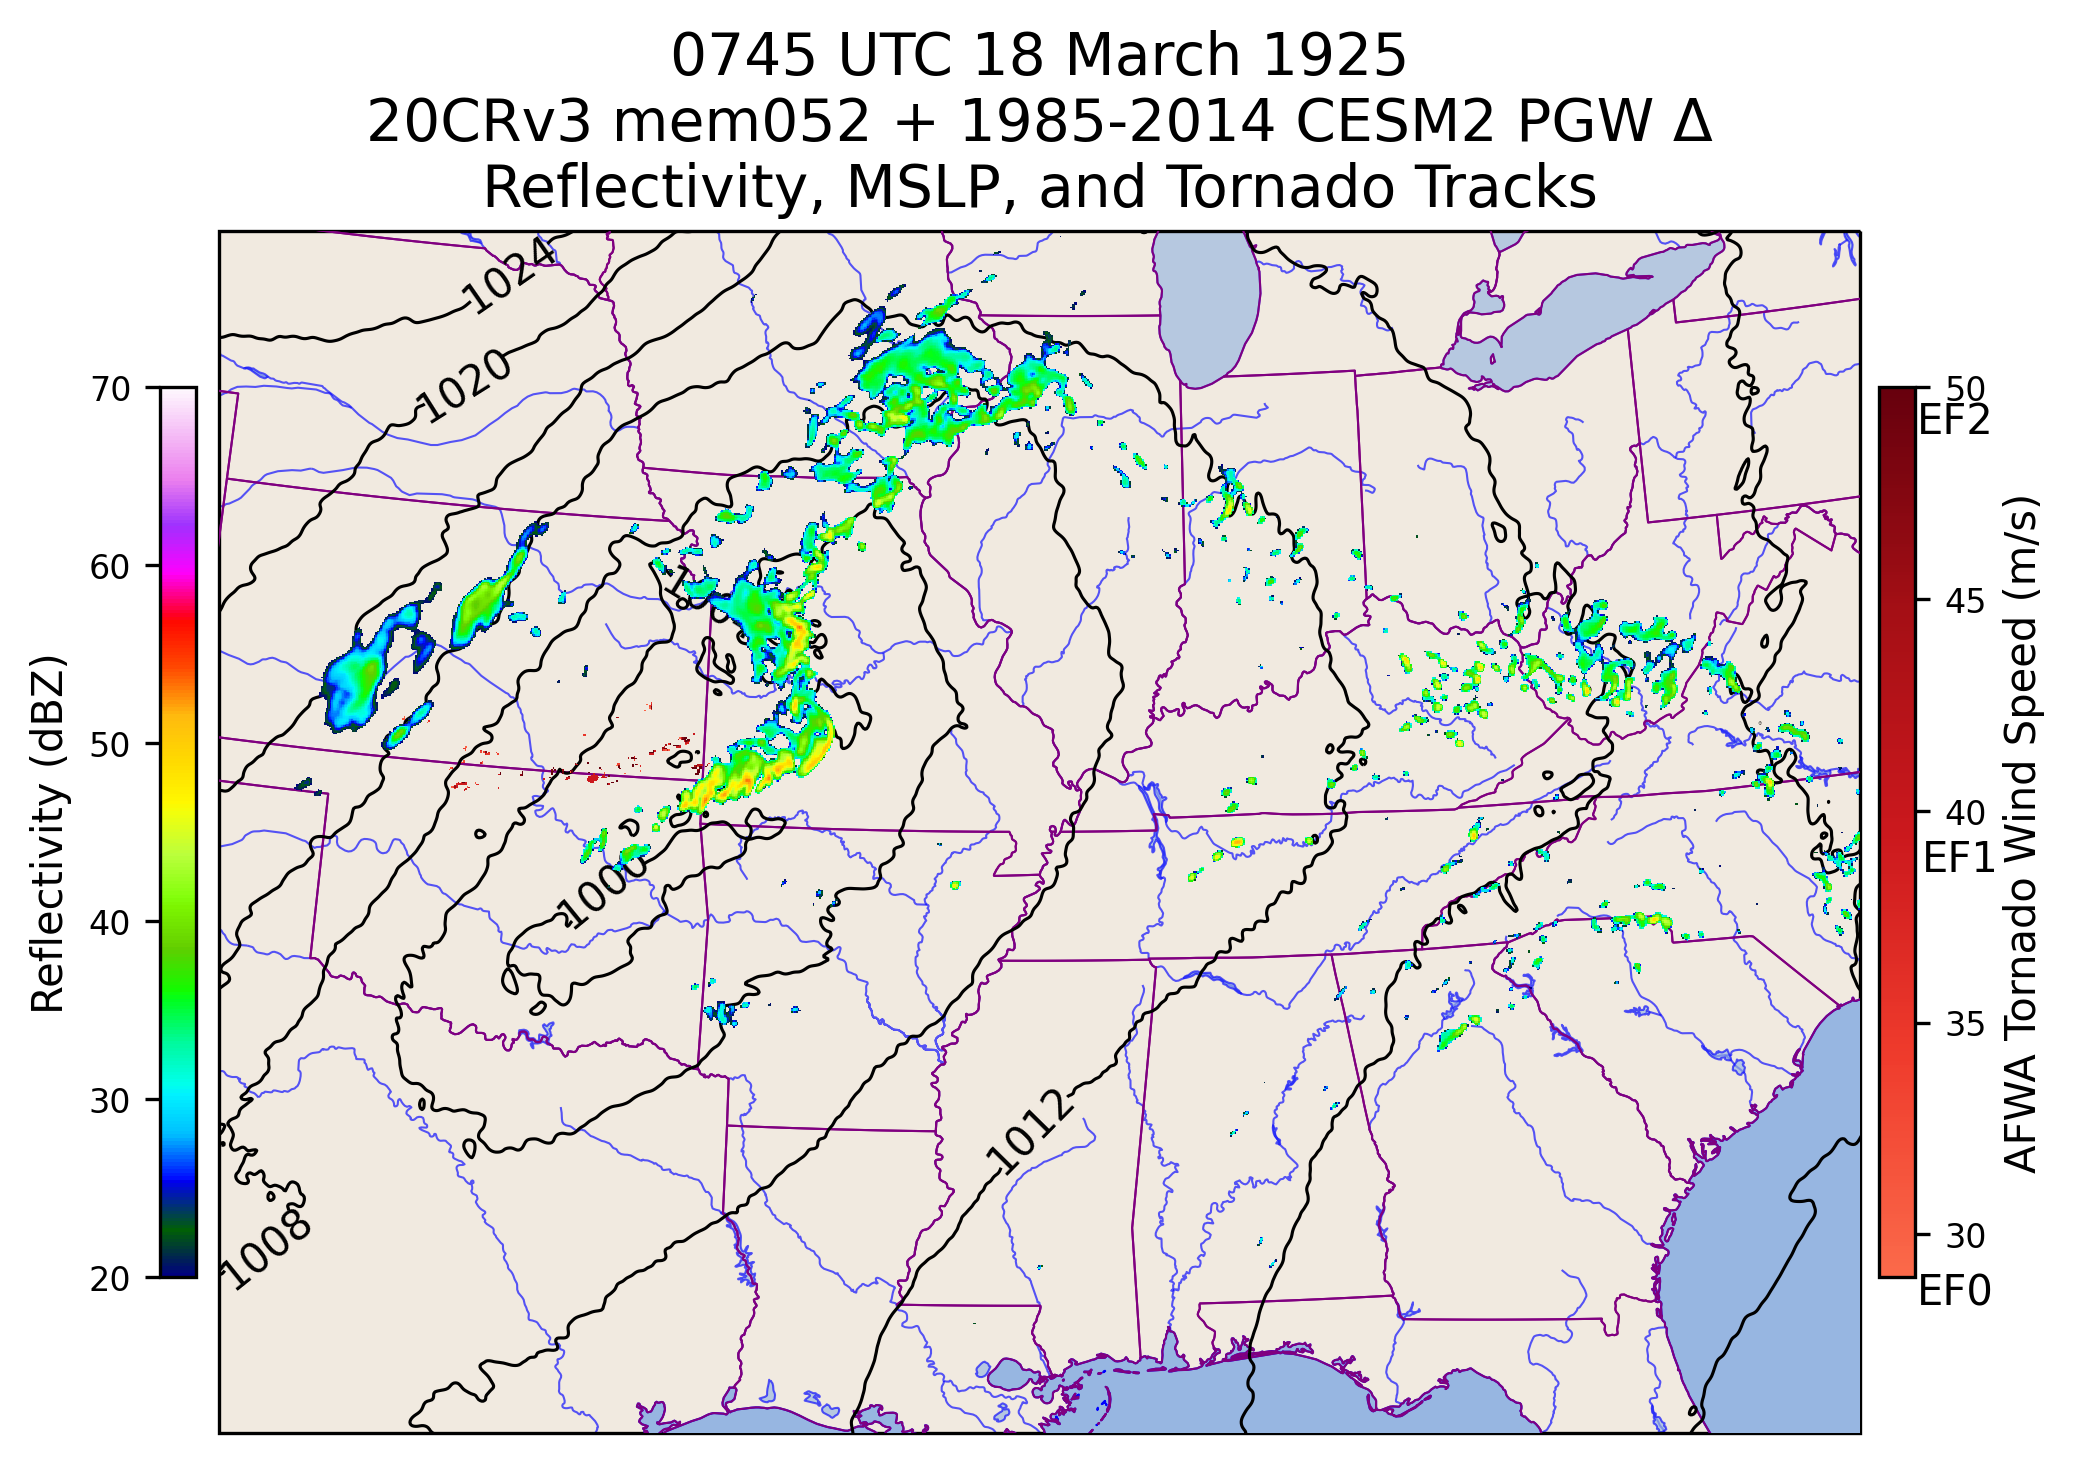 0745 UTC 18 March 1925
20CRv3 mem052 + 1985-2014 CESM2 PGW Δ
Reflectivity, MSLP, and Tornado Tracks
Reflectivity (dBZ)
70
60
50
40
30
20
1024
1020
1000
1012
1008
50
EF2
45
40
EF1
35
30
EF0
AFWA Tornado Wind Speed (m/s)